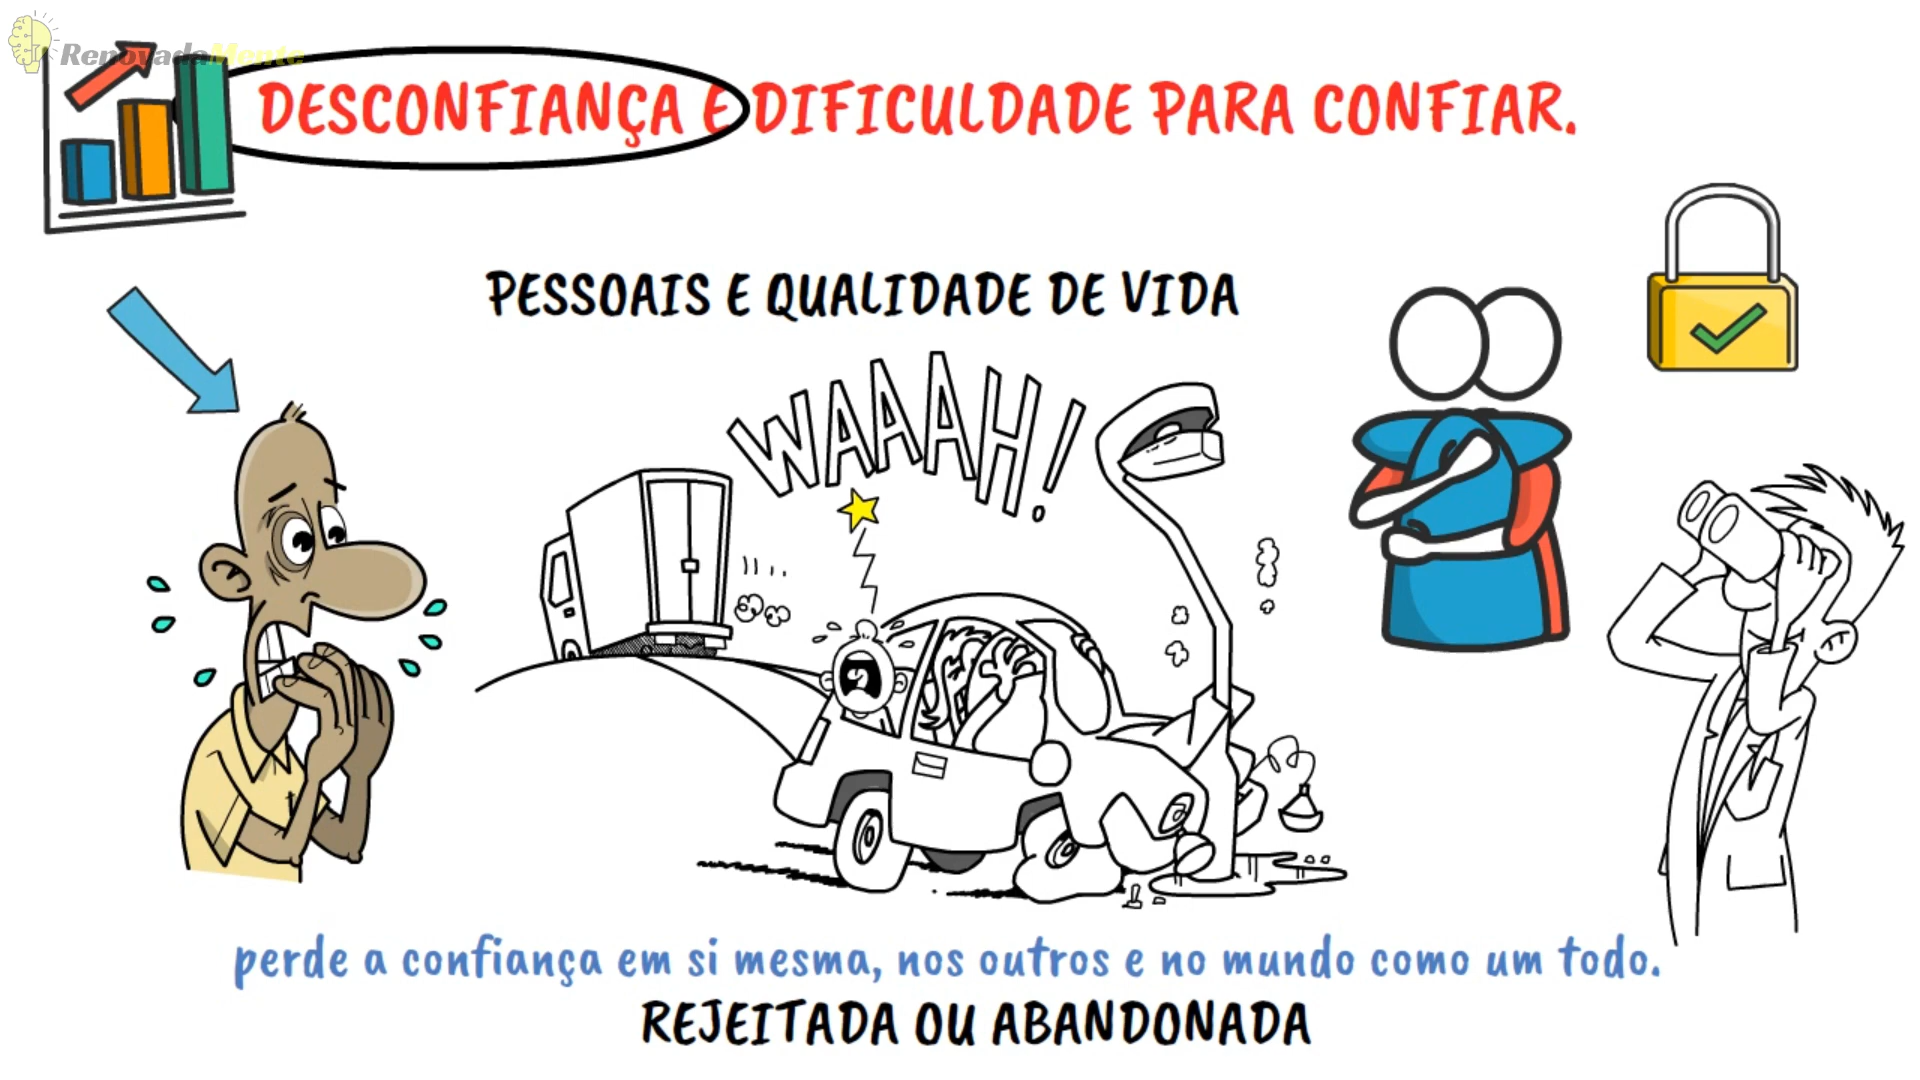 RenovadaMente
DESCONFIANÇA E DIFICULDADE PARA CONFIAR.
PESSOAIS E QUALIDADE DE VIDA
WAAAH!
perde a confiança em si mesma, nos outros e no mundo como um todo.
REJEITADA OU ABANDONADA